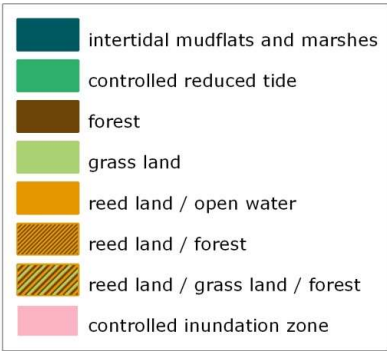 intertidal mudflats and marshes
controlled reduced tide
forest
grass land
reed land / open water
reed land / forest
reed land / grass land / forest
controlled inundation zone